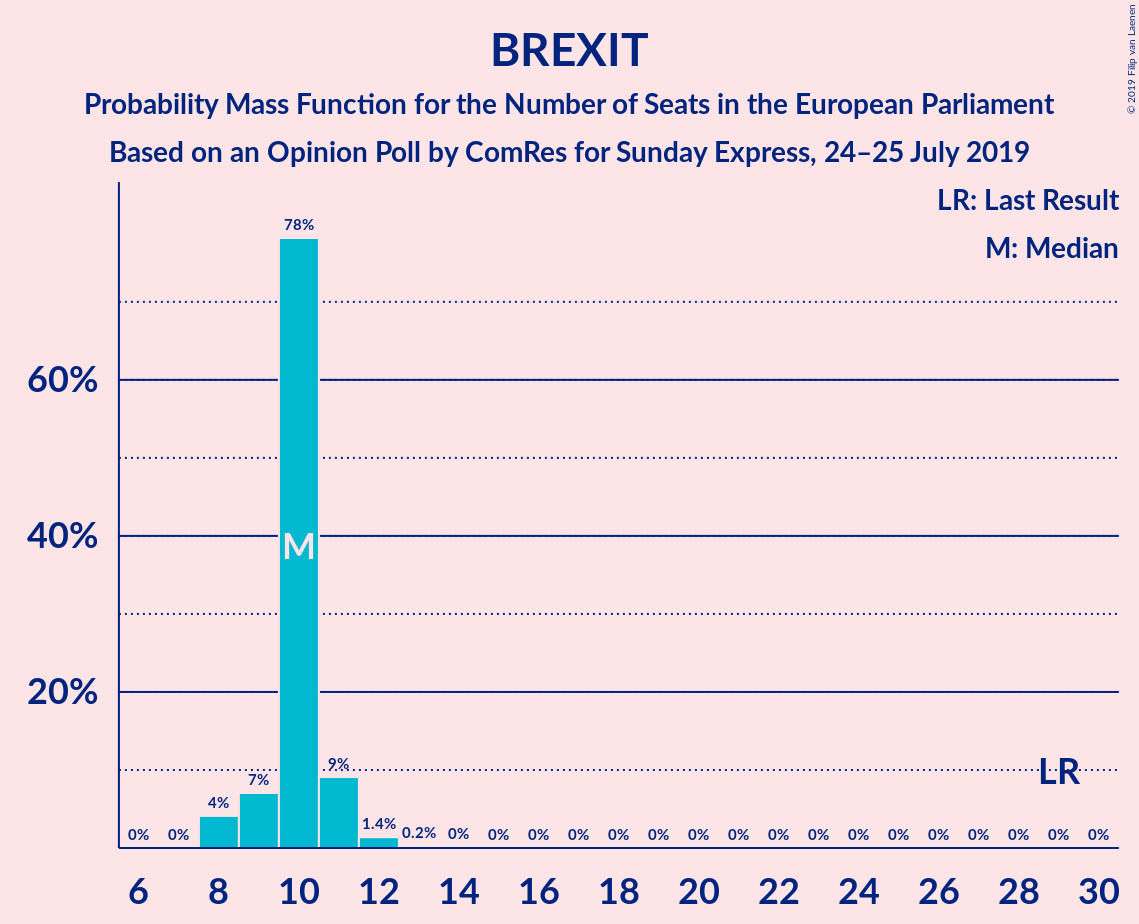 BREXIT
Probability Mass Function for the Number of Seats in the European Parliament
Based on an Opinion Poll by ComRes for Sunday Express, 24–25 July 2019
© 2019 Filip van Laenen
LR: Last Result
M: Median
78%
60%
40%
M
20%
LR
9%
7%
4%
1.4%
0% 0% 0.2% 0% 0% 0% 0% 0% 0% 0% 0% 0% 0% 0% 0% 0% 0% 0% 0% 0%
6 8 10 12 14 16 18 20 22 24 26 28 30